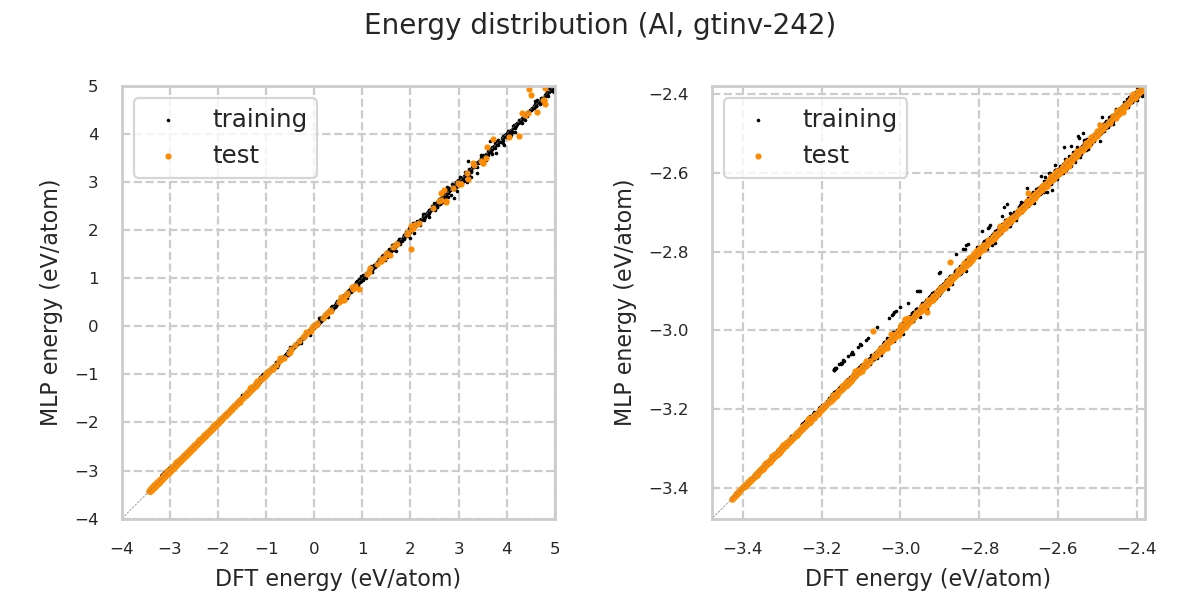 Energy distribution (Al, gtinv-242)
training
test
5
4
3
2
1
0
−1
−2
−3
−4
MLP energy (eV/atom)
−4 −3 −2 −1 0 1 2 3 4 5
DFT energy (eV/atom)
training
test
−2.4
−2.6
−2.8
−3.0
−3.2
−3.4
MLP energy (eV/atom)
−3.4 −3.2 −3.0 −2.8 −2.6 −2.4
DFT energy (eV/atom)